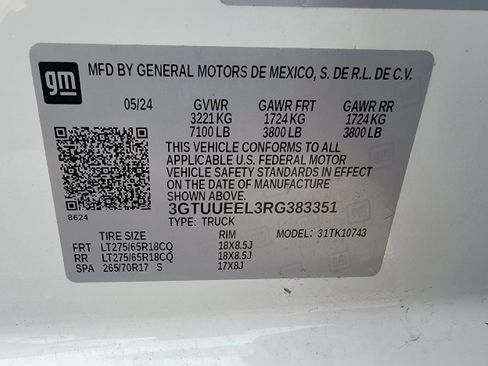 gm
MFD BY GENERAL MOTORS DE MEXICO, S. DE R.L. DE C.V.
05/24 GVWR GAWR FRT GAWR RR
3221 KG 1724 KG 1724 KG
7100 LB 3800 LB 3800 LB
THIS VEHICLE CONFORMS TO ALL
APPLICABLE U.S. FEDERAL MOTOR
VEHICLE SAFETY STANDARDS IN EFFECT
ON THE DATE OF MANUFACTURE
SHOWN ABOVE.
3GTUUEEL3RG383351
8624 TYPE: TRUCK
TIRE SIZE RIM MODEL: 31TK10743
FRT LT275/65R18CQ 18X8.5J
RR LT275/65R18CQ 18X8.5J
SPA 265/70R17 S 17X8J